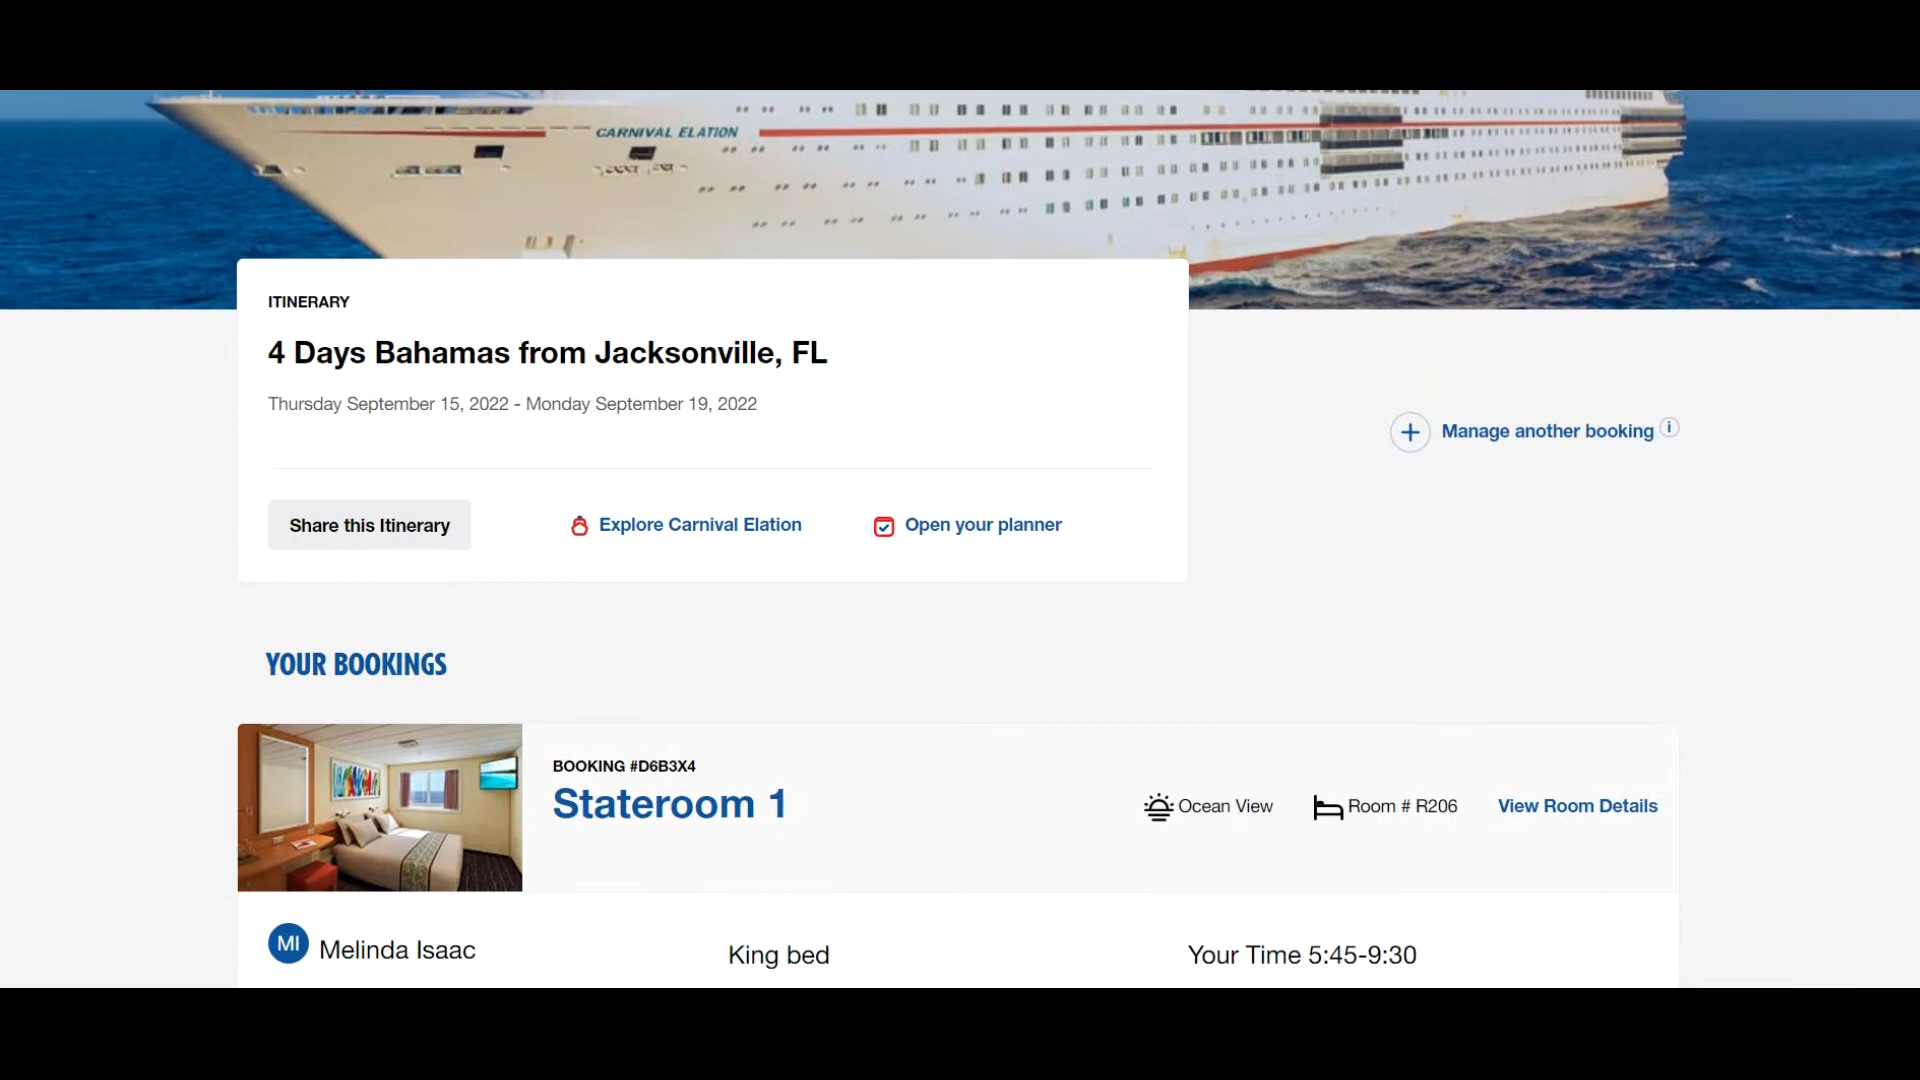 CARNIVAL ELATION
ITINERARY
4 Days Bahamas from Jacksonville, FL
Thursday September 15, 2022 - Monday September 19, 2022
Manage another booking i
Share this Itinerary
Explore Carnival Elation
Open your planner
YOUR BOOKINGS
BOOKING #D6B3X4
Stateroom 1
Ocean View
Room # R206
View Room Details
MI Melinda Isaac
King bed
Your Time 5:45-9:30